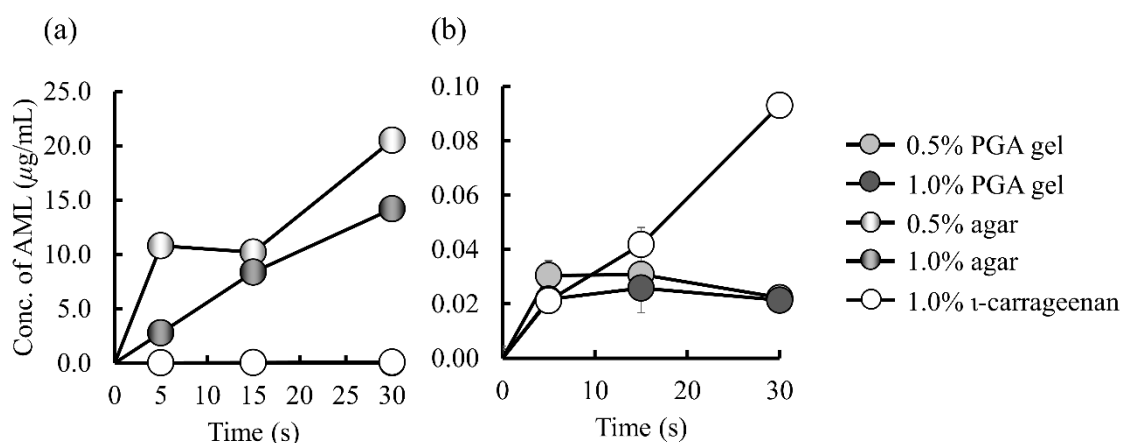 (a)
(b)
Conc. of AML (μg/mL)
25.0
20.0
15.0
10.0
5.0
0.0
0 5 10 15 20 25 30
Time (s)
0.10
0.08
0.06
0.04
0.02
0.00
0 10 20 30
Time (s)
0.5% PGA gel
1.0% PGA gel
0.5% agar
1.0% agar
1.0% ι-carrageenan